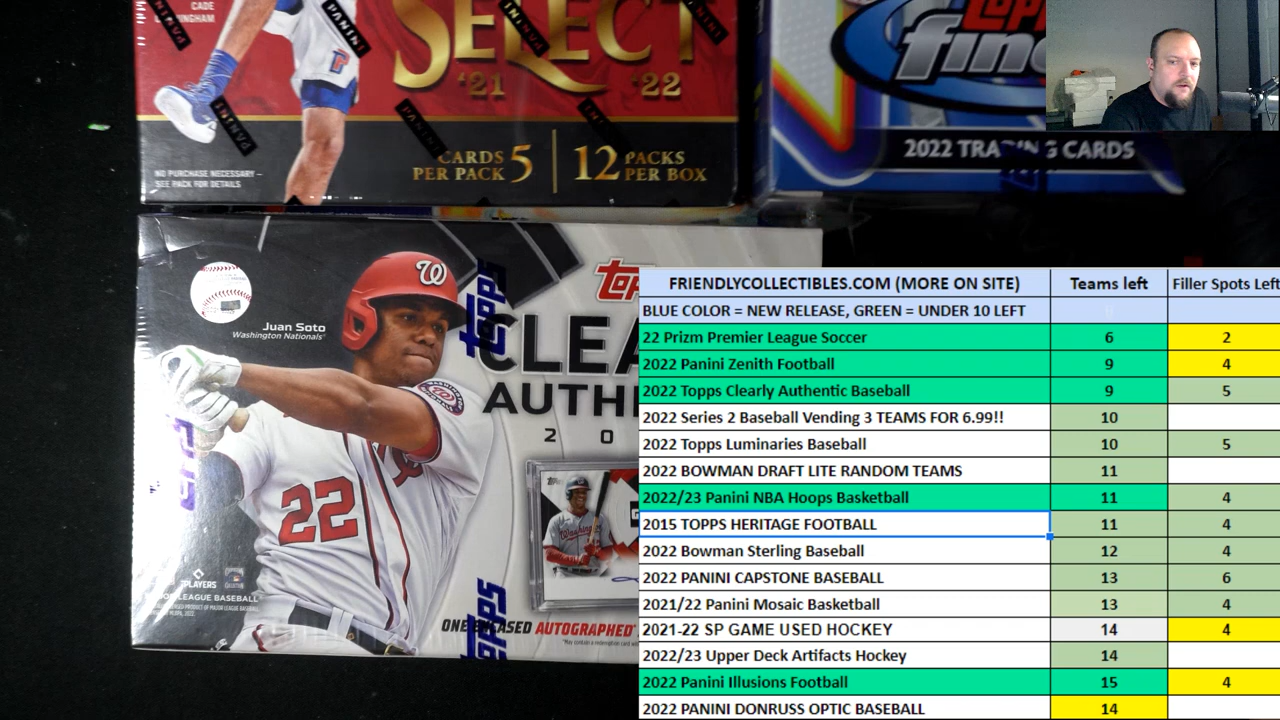 CADE
PANINI
PANINI
PANINI
PANINI
SELECT
'21 '22
CARDS PER PACK 5
12 PACKS PER BOX
NO PURCHASE NECESSARY –
SEE PACK FOR DETAILS
2022 TRADING CARDS
Juan Soto
Washington Nationals®
W
22
topps
topps
ONE ENCASED AUTOGRAPHED
FRIENDLYCOLLECTIBLES.COM (MORE ON SITE) Teams left Filler Spots Left
BLUE COLOR = NEW RELEASE, GREEN = UNDER 10 LEFT
22 Prizm Premier League Soccer 6 2
2022 Panini Zenith Football 9 4
2022 Topps Clearly Authentic Baseball 9 5
2022 Series 2 Baseball Vending 3 TEAMS FOR 6.99!! 10
2022 Topps Luminaries Baseball 10 5
2022 BOWMAN DRAFT LITE RANDOM TEAMS 11
2022/23 Panini NBA Hoops Basketball 11 4
2015 TOPPS HERITAGE FOOTBALL 11 4
2022 Bowman Sterling Baseball 12 4
2022 PANINI CAPSTONE BASEBALL 13 6
2021/22 Panini Mosaic Basketball 13 4
2021-22 SP GAME USED HOCKEY 14 4
2022/23 Upper Deck Artifacts Hockey 14
2022 Panini Illusions Football 15 4
2022 PANINI DONRUSS OPTIC BASEBALL 14